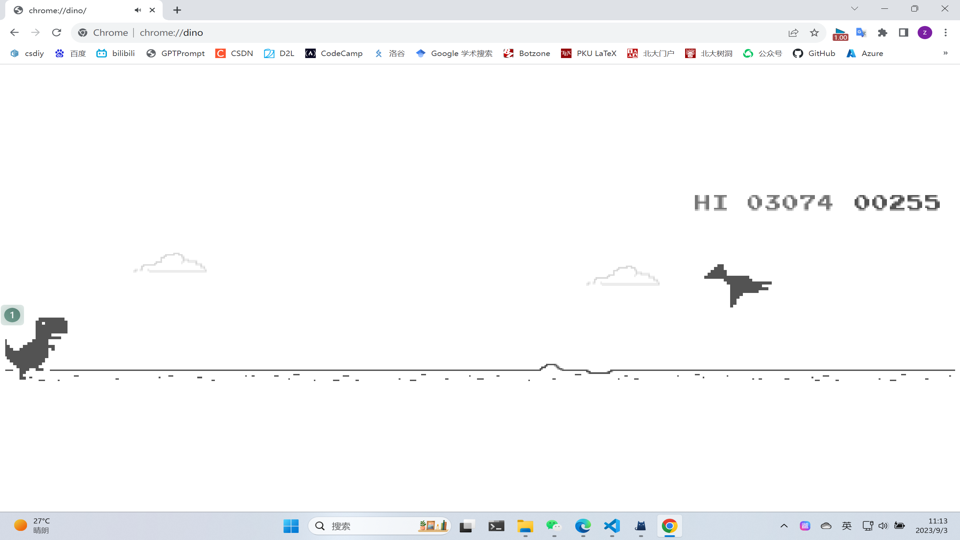 chrome://dino/
Chrome | chrome://dino
1.00
z
csdiy 百度 bilibili GPTPrompt CSDN D2L CodeCamp 洛谷 Google 学术搜索 Botzone PKU LaTeX 北大门户 北大树洞 公众号 GitHub Azure »
HI 03074 00255
1
27°C
晴朗
搜索
英
11:13
2023/9/3